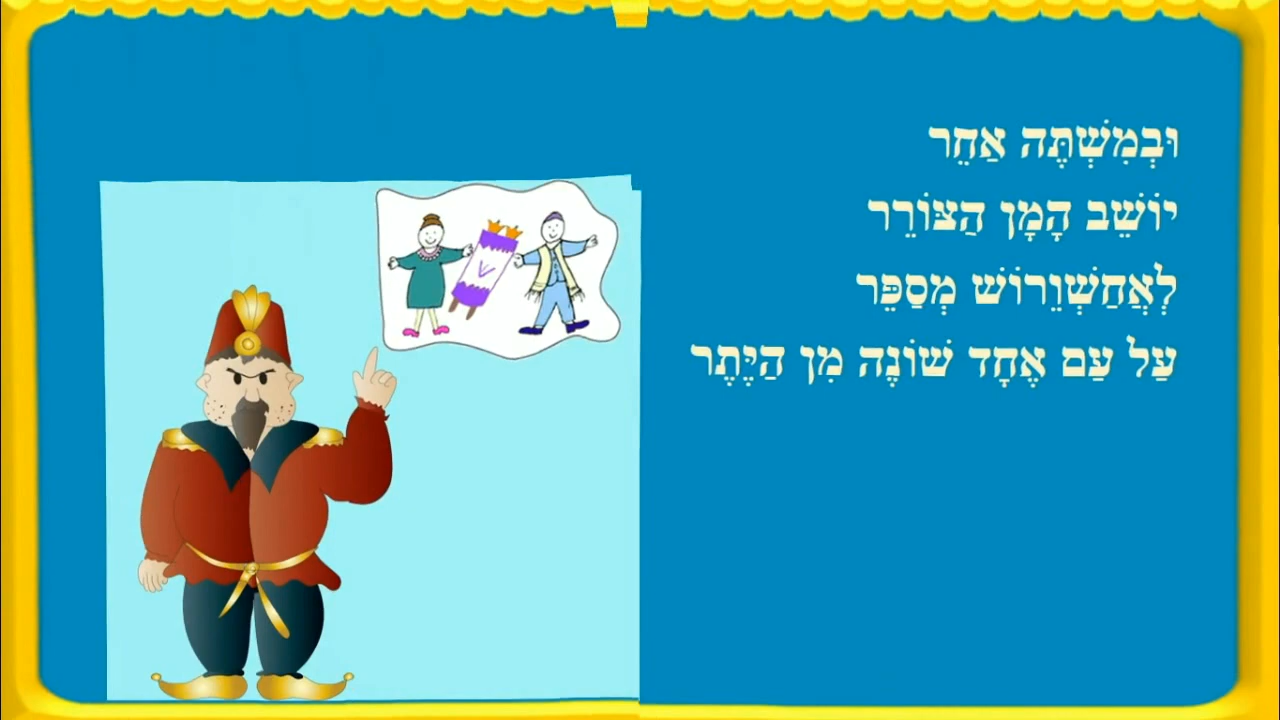 וּבְמִשְׁתֶּה אַחֵר
יוֹשֵׁב הָמָן הַצּוֹרֵר
לְאֲחַשְׁוֵרוֹשׁ מְסַפֵּר
עַל עַם אֶחָד שׁוֹנֶה מִן הַיֶּתֶר